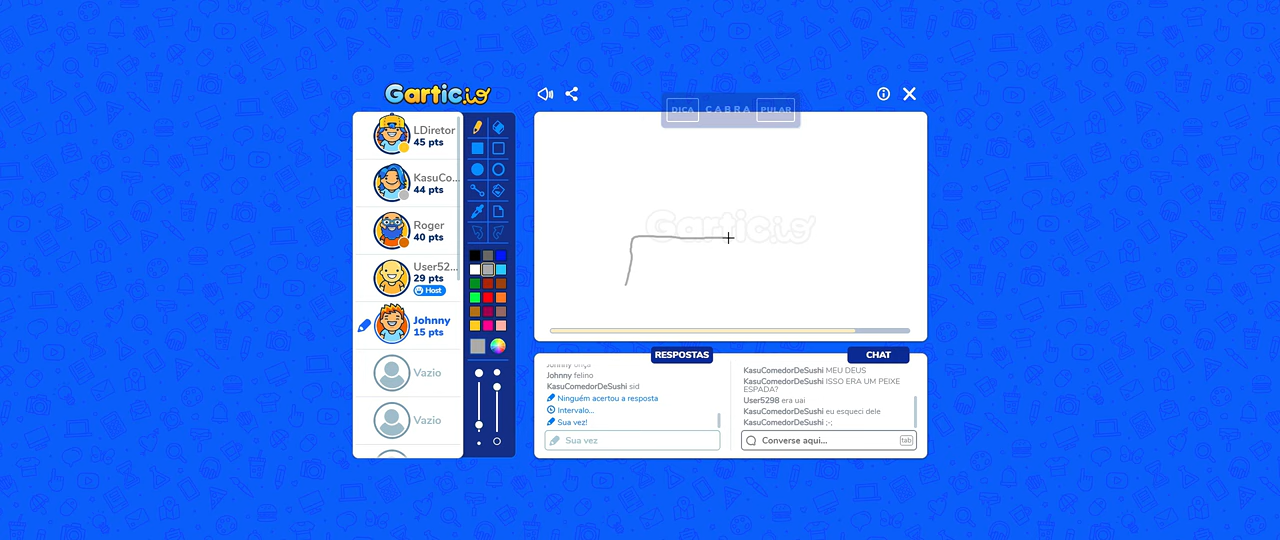 Gartic.io
LDiretor
45 pts
KasuCo...
44 pts
Roger
40 pts
User52...
29 pts
Host
Johnny
15 pts
Vazio
Vazio
DICA
CABRA
PULAR
Gartic.io
RESPOSTAS
Johnny onça
Johnny felino
KasuComedorDeSushi sid
Ninguém acertou a resposta
Intervalo...
Sua vez!
Sua vez
CHAT
KasuComedorDeSushi MEU DEUS
KasuComedorDeSushi ISSO ERA UM PEIXE
ESPADA?
User5298 era uai
KasuComedorDeSushi eu esqueci dele
KasuComedorDeSushi ;-;
Converse aqui...
tab